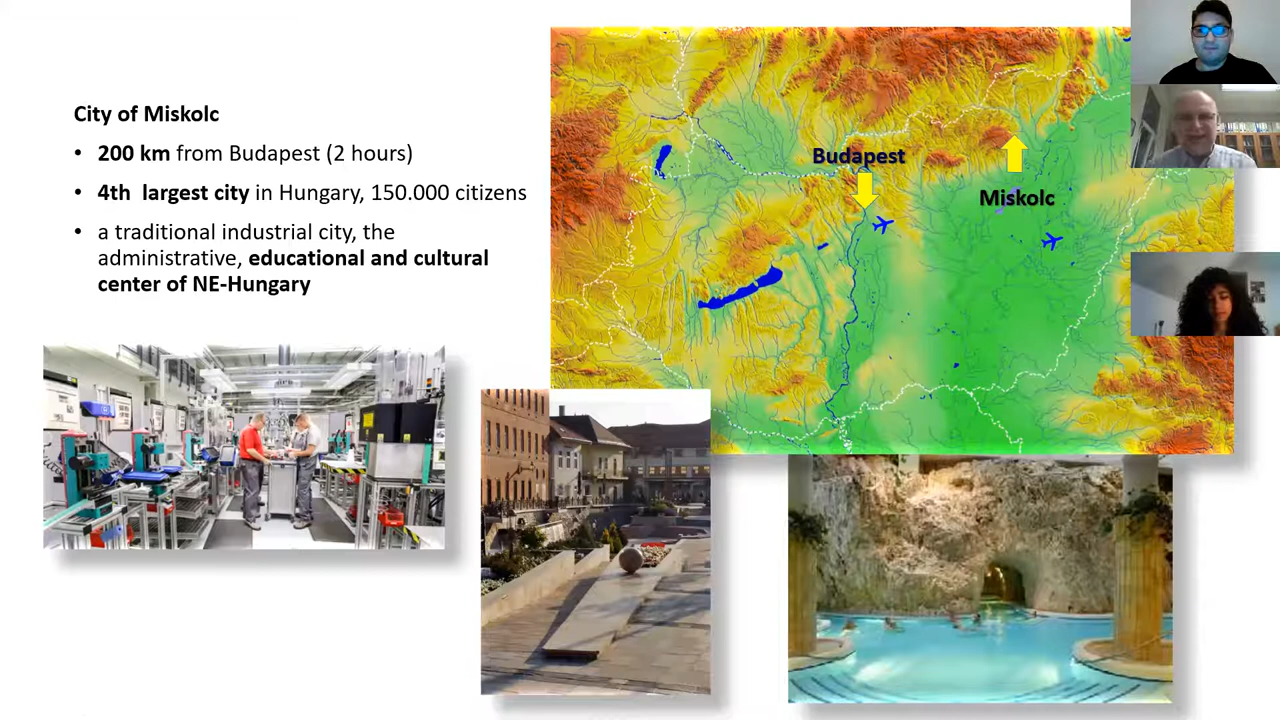 City of Miskolc
• 200 km from Budapest (2 hours)
• 4th largest city in Hungary, 150.000 citizens
• a traditional industrial city, the
administrative, educational and cultural
center of NE-Hungary
Budapest
Miskolc